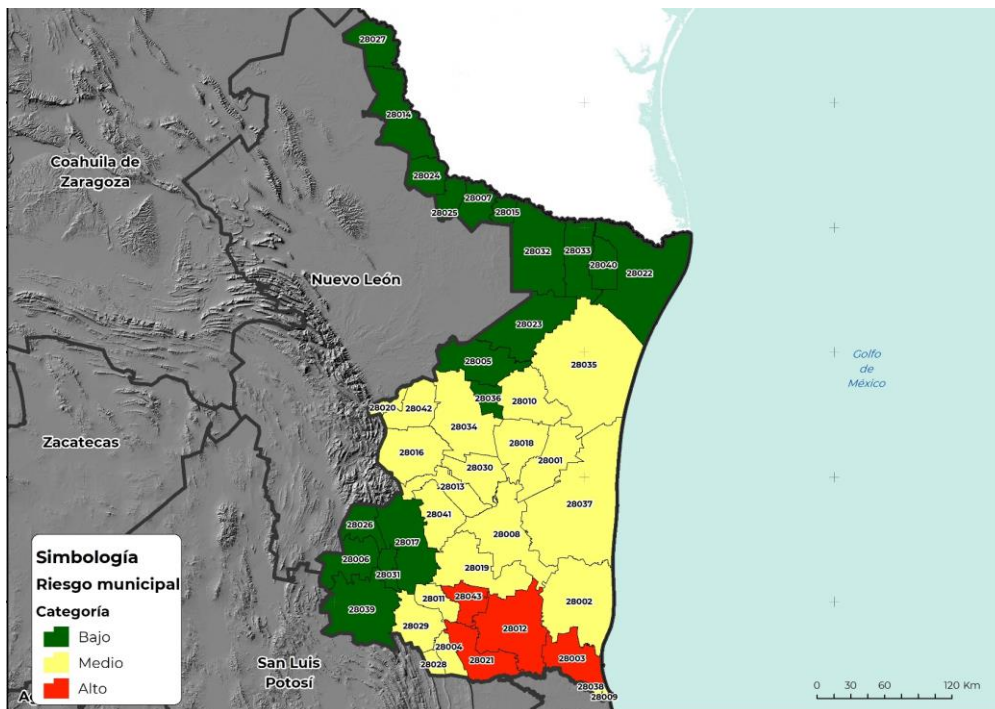 28027
28014
Coahuila de
Zaragoza
28024
28007
28025
28015
28032
28033
28040
28022
Nuevo León
28023
28035
28005
Golfo
de
México
28036
28010
28020
28042
28034
Zacatecas
28018
28016
28001
28030
28013
28037
28041
28026
28008
28017
28006
28019
28031
28043
28011
28002
28039
28029
28012
28004
28003
28021
28028
San Luis
Potosí
28038
28009
Simbología
Riesgo municipal
Categoría
Bajo
Medio
Alto
Ag
0 30 60 120 Km